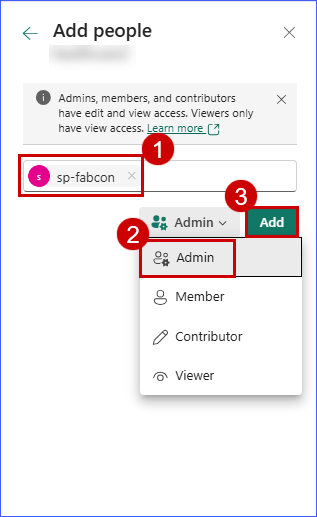 Add people
Admins, members, and contributors
have edit and view access. Viewers only
have view access. Learn more
1
s sp-fabcon
3
Admin Add
2
Admin
Member
Contributor
Viewer